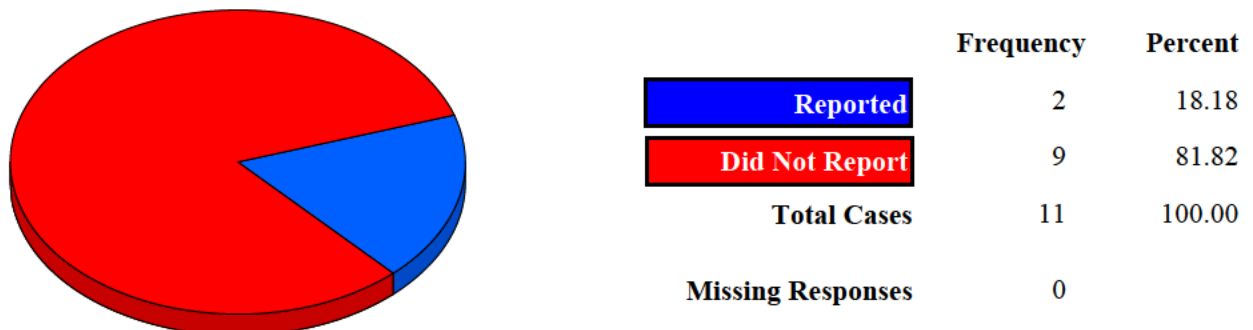 Frequency Percent
Reported 2 18.18
Did Not Report 9 81.82
Total Cases 11 100.00
Missing Responses 0